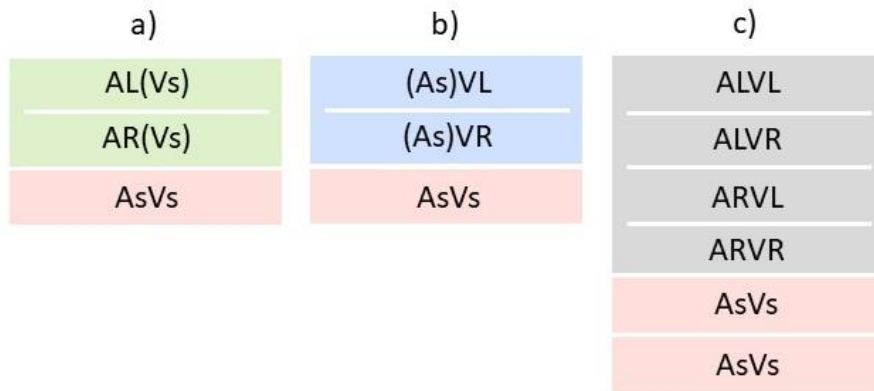 a)
AL(Vs)
AR(Vs)
AsVs
b)
(As)VL
(As)VR
AsVs
c)
ALVL
ALVR
ARVL
ARVR
AsVs
AsVs